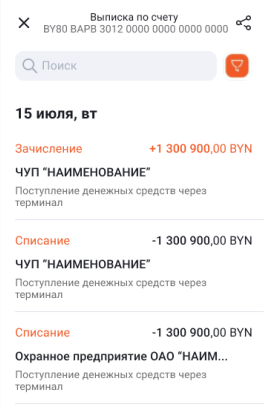 Выписка по счету
BY80 BAPB 3012 0000 0000 0000 0000
Поиск
15 июля, вт
Зачисление +1 300 900,00 BYN
ЧУП “НАИМЕНОВАНИЕ”
Поступление денежных средств через
терминал
Списание -1 300 900,00 BYN
ЧУП “НАИМЕНОВАНИЕ”
Поступление денежных средств через
терминал
Списание -1 300 900,00 BYN
Охранное предприятие ОАО “НАИМ...
Поступление денежных средств через
терминал